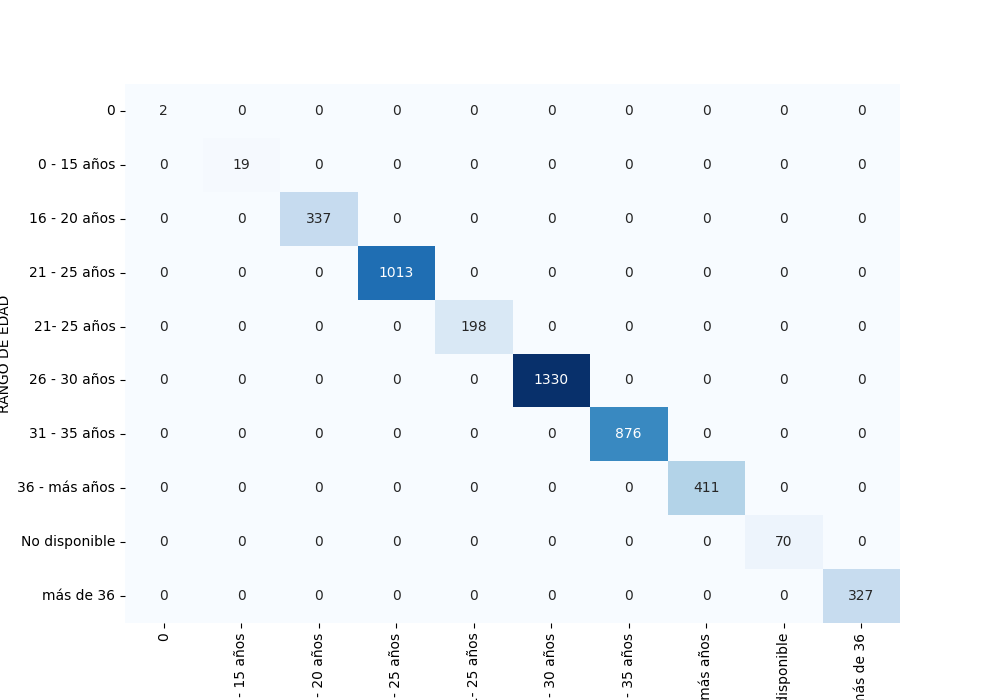 0 2 0 0 0 0 0 0 0 0 0
0 - 15 años 0 19 0 0 0 0 0 0 0 0
16 - 20 años 0 0 337 0 0 0 0 0 0 0
21 - 25 años 0 0 0 1013 0 0 0 0 0 0
21- 25 años 0 0 0 0 198 0 0 0 0 0
26 - 30 años 0 0 0 0 0 1330 0 0 0 0
31 - 35 años 0 0 0 0 0 0 876 0 0 0
36 - más años 0 0 0 0 0 0 0 411 0 0
No disponible 0 0 0 0 0 0 0 0 70 0
más de 36 0 0 0 0 0 0 0 0 0 327
RANGO DE EDAD
0
- 15 años
- 20 años
- 25 años
- 25 años
- 30 años
- 35 años
más años
disponible
más de 36